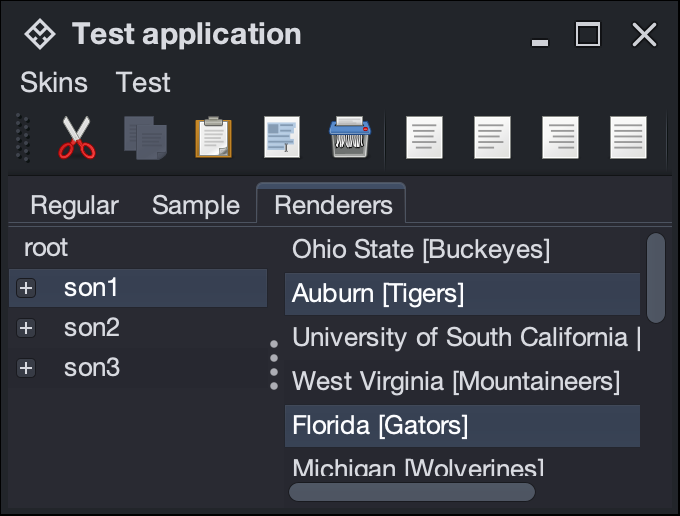 Test application
Skins Test
Regular Sample Renderers
root
son1
son2
son3
Ohio State [Buckeyes]
Auburn [Tigers]
University of South California [
West Virginia [Mountaineers]
Florida [Gators]
Michigan [Wolverines]